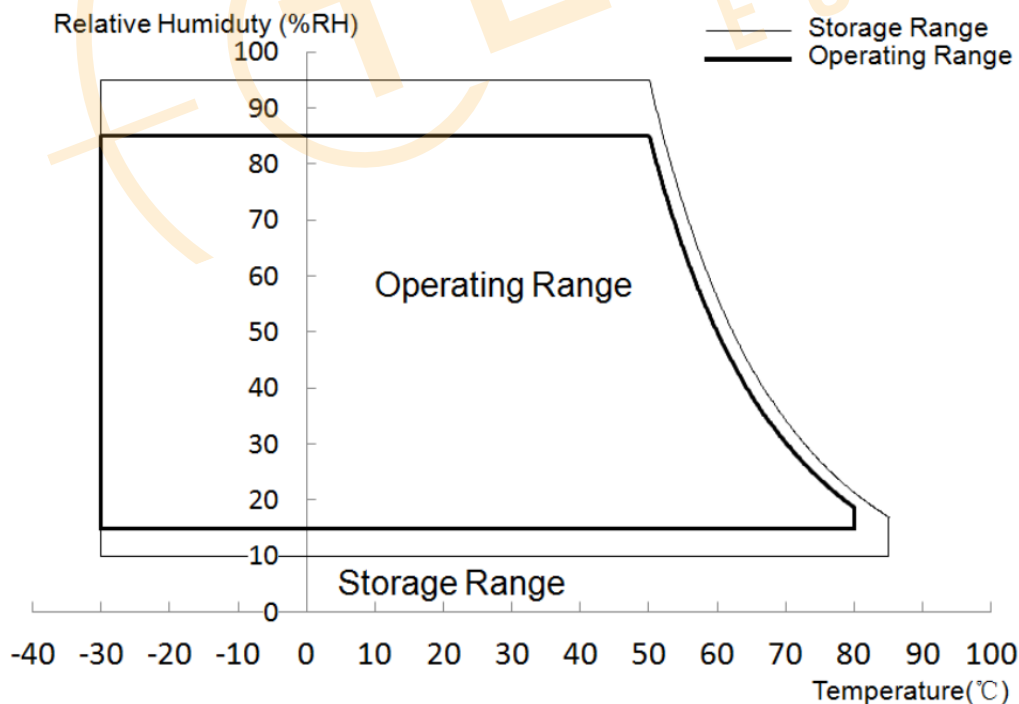 Relative Humiduty (%RH)
Storage Range
Operating Range
100
90
80
70
60
50
40
30
20
10
0
Operating Range
Storage Range
-40 -30 -20 -10 0 10 20 30 40 50 60 70 80 90 100
Temperature(℃)